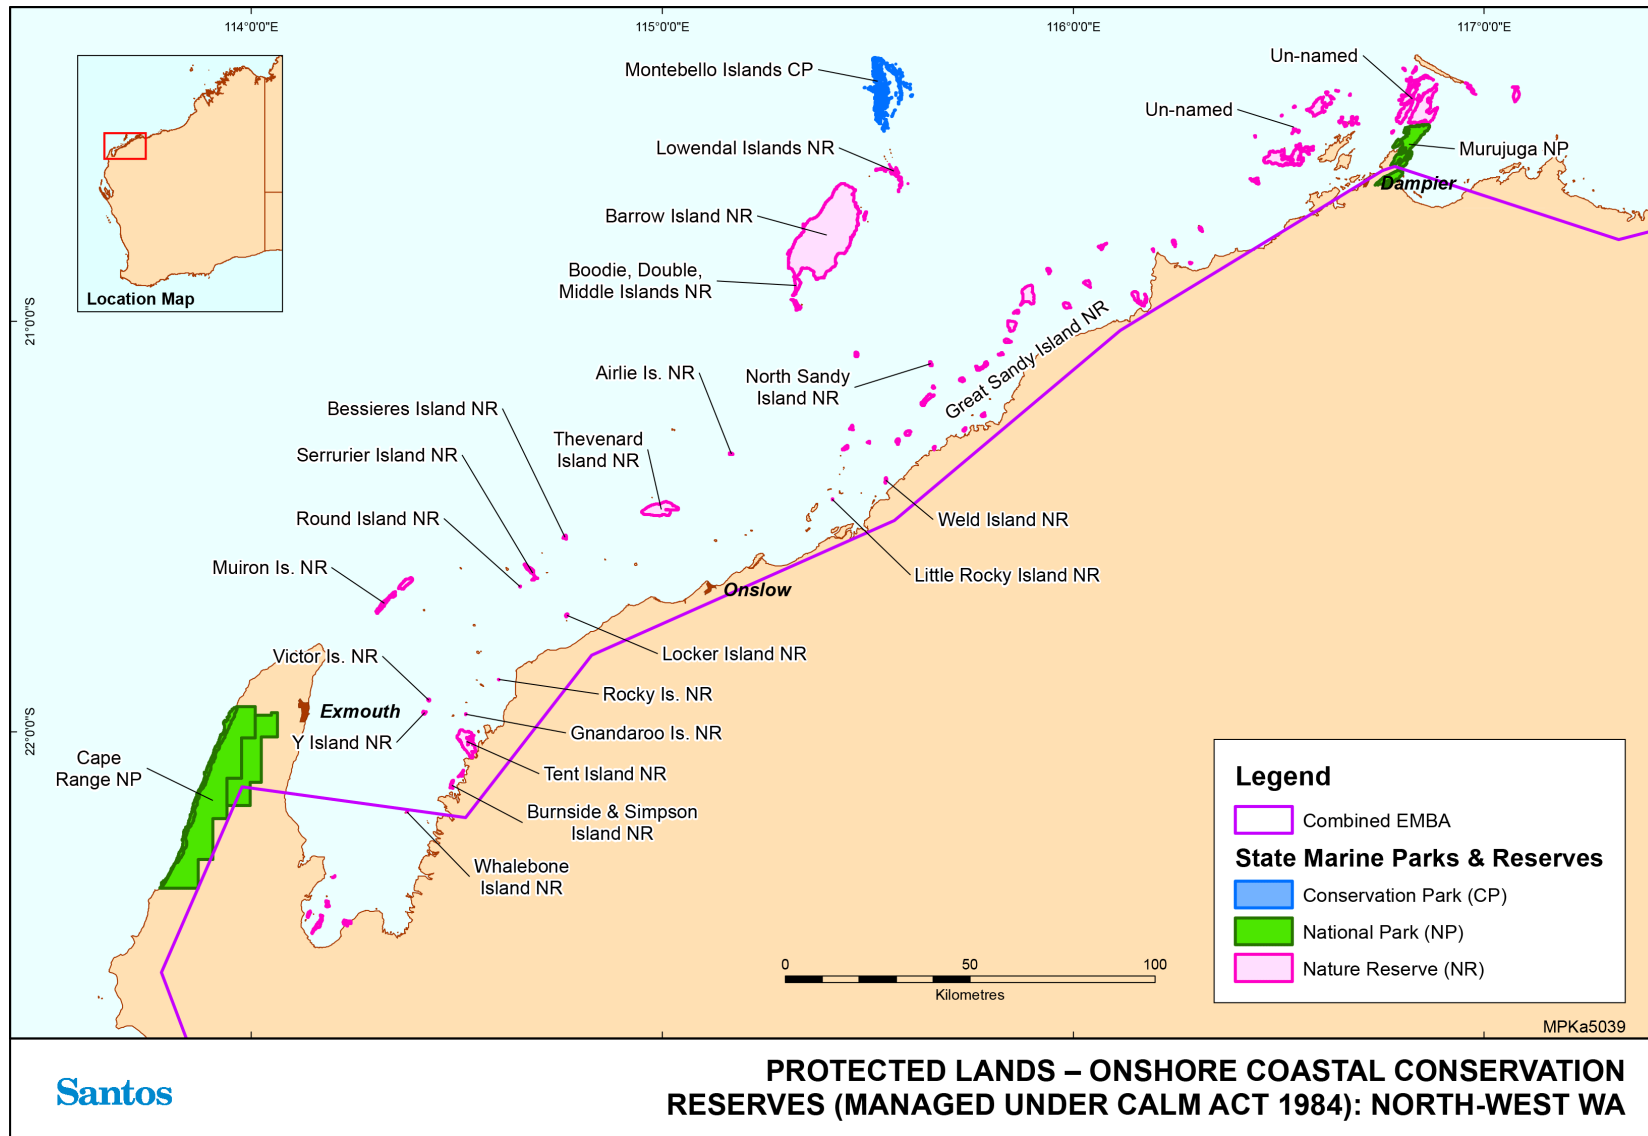 114°0'0"E
115°0'0"E
116°0'0"E
117°0'0"E
Location Map
Montebello Islands CP
Un-named
Un-named
Lowendal Islands NR
Murujuga NP
Dampier
Barrow Island NR
Boodie, Double,
Middle Islands NR
21°0'0"S
Great Sandy Island NR
Airlie Is. NR
North Sandy
Island NR
Bessieres Island NR
Thevenard
Island NR
Serrurier Island NR
Round Island NR
Weld Island NR
Muiron Is. NR
Little Rocky Island NR
Onslow
Victor Is. NR
Locker Island NR
Rocky Is. NR
Exmouth
22°0'0"S
Y Island NR
Gnandaroo Is. NR
Cape
Range NP
Tent Island NR
Burnside & Simpson
Island NR
Whalebone
Island NR
Legend
Combined EMBA
State Marine Parks & Reserves
Conservation Park (CP)
National Park (NP)
Nature Reserve (NR)
0 50 100
Kilometres
MPKa5039
Santos
PROTECTED LANDS – ONSHORE COASTAL CONSERVATION
RESERVES (MANAGED UNDER CALM ACT 1984): NORTH-WEST WA